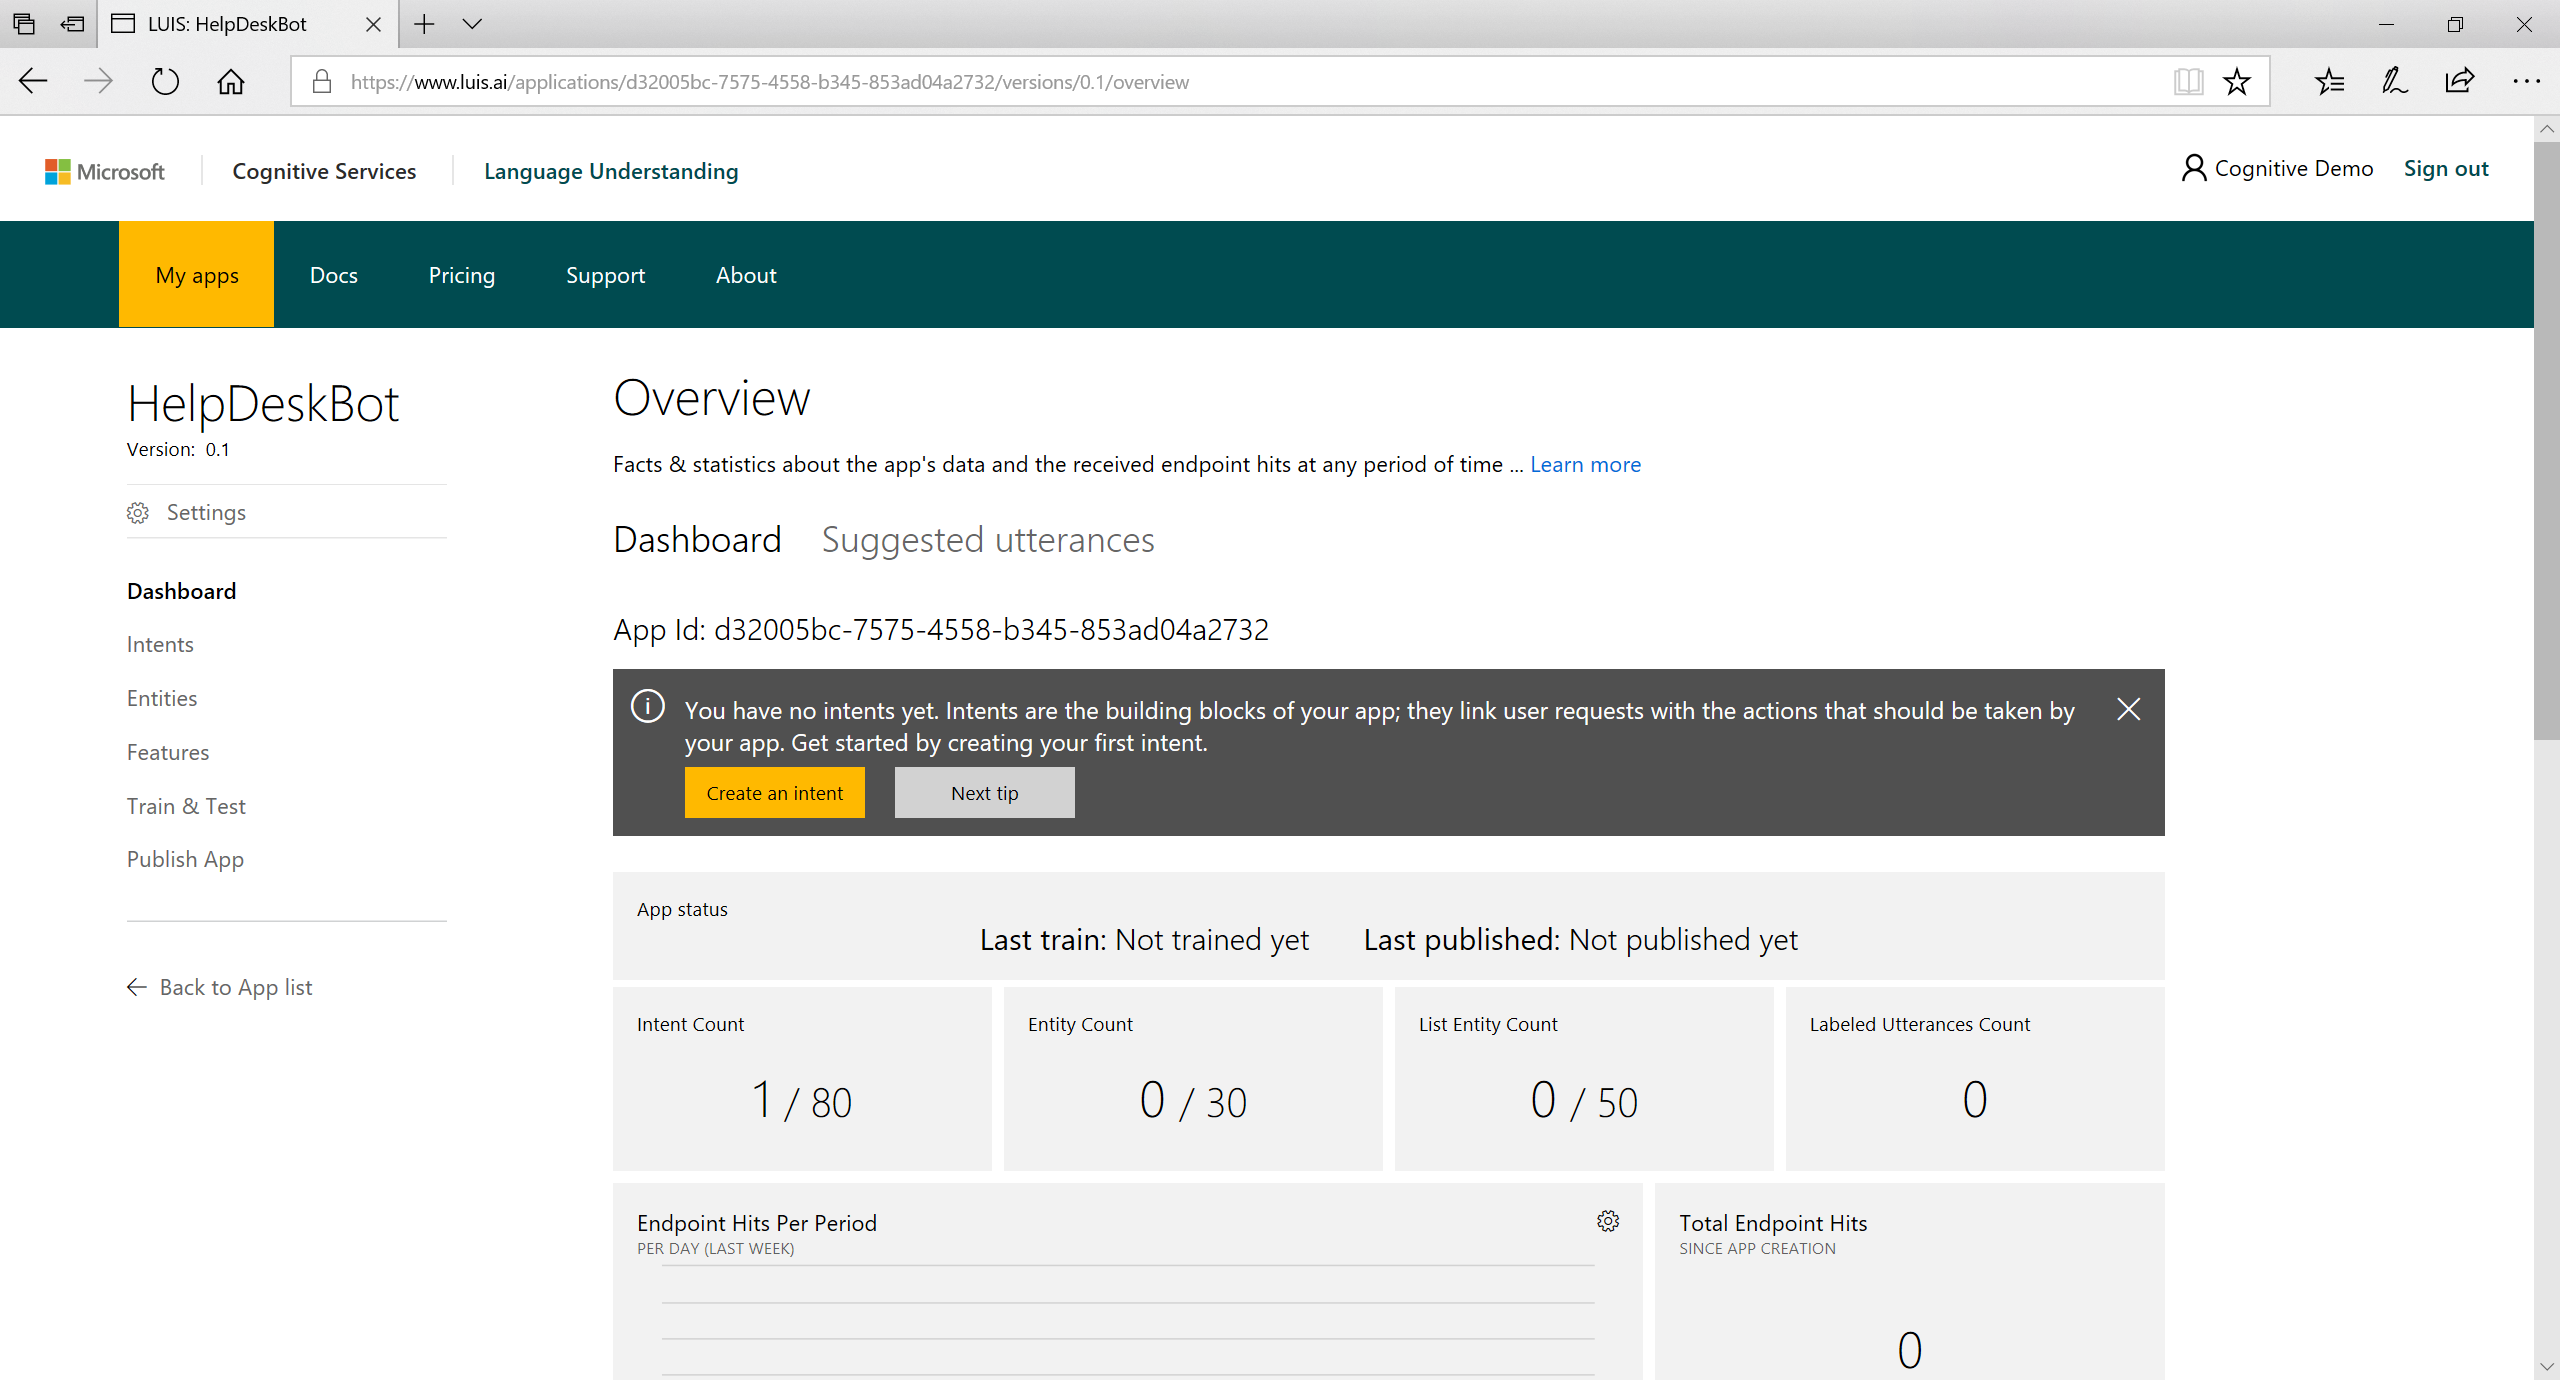 LUIS: HelpDeskBot
https://www.luis.ai/applications/d32005bc-7575-4558-b345-853ad04a2732/versions/0.1/overview
Microsoft
Cognitive Services
Language Understanding
Cognitive Demo
Sign out
My apps
Docs
Pricing
Support
About
HelpDeskBot
Version: 0.1
Settings
Dashboard
Intents
Entities
Features
Train & Test
Publish App
Back to App list
Overview
Facts & statistics about the app's data and the received endpoint hits at any period of time ... Learn more
Dashboard
Suggested utterances
App Id: d32005bc-7575-4558-b345-853ad04a2732
You have no intents yet. Intents are the building blocks of your app; they link user requests with the actions that should be taken by
your app. Get started by creating your first intent.
Create an intent
Next tip
App status
Last train: Not trained yet
Last published: Not published yet
Intent Count
1 / 80
Entity Count
0 / 30
List Entity Count
0 / 50
Labeled Utterances Count
0
Endpoint Hits Per Period
PER DAY (LAST WEEK)
Total Endpoint Hits
SINCE APP CREATION
0